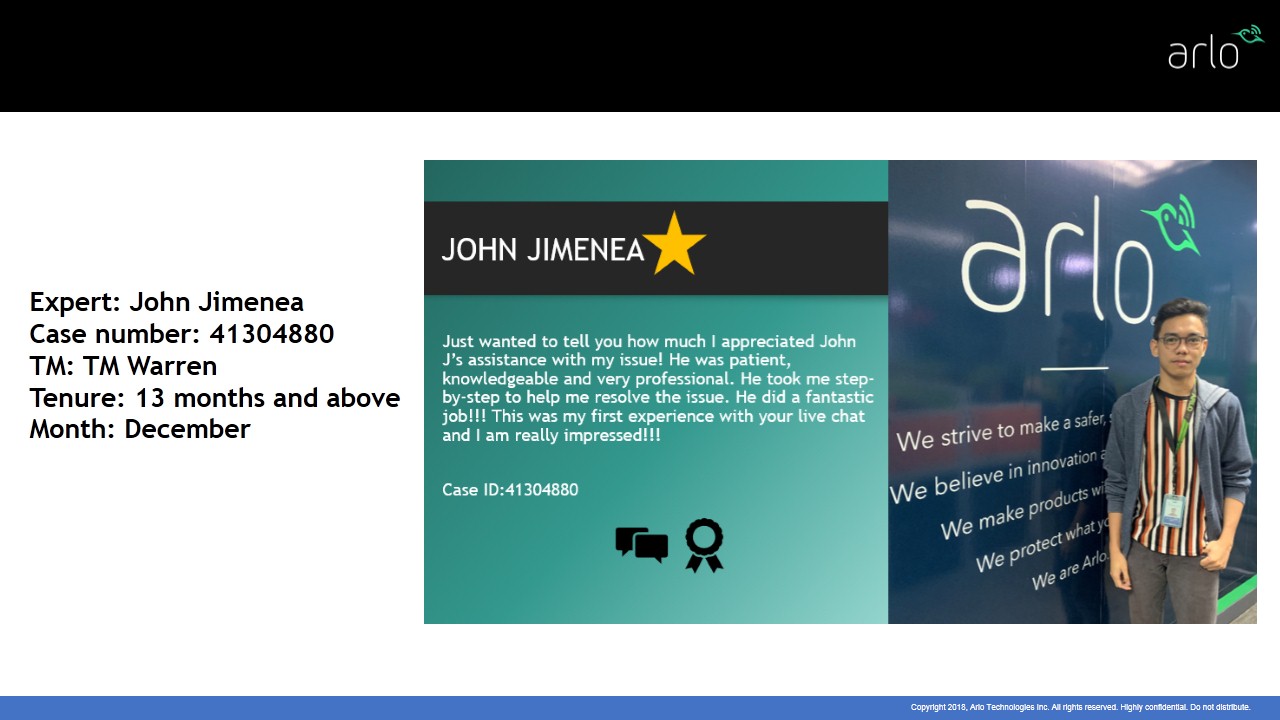 arlo
Expert: John Jimenea
Case number: 41304880
TM: TM Warren
Tenure: 13 months and above
Month: December
JOHN JIMENEA
Just wanted to tell you how much I appreciated John
J’s assistance with my issue! He was patient,
knowledgeable and very professional. He took me step-
by-step to help me resolve the issue. He did a fantastic
job!!! This was my first experience with your live chat
and I am really impressed!!!
Case ID:41304880
arlo
We strive to make a safer,
We believe in innovation
We make products
We protect what
We are Arlo.
Copyright 2018, Arlo Technologies Inc. All rights reserved. Highly confidential. Do not distribute.